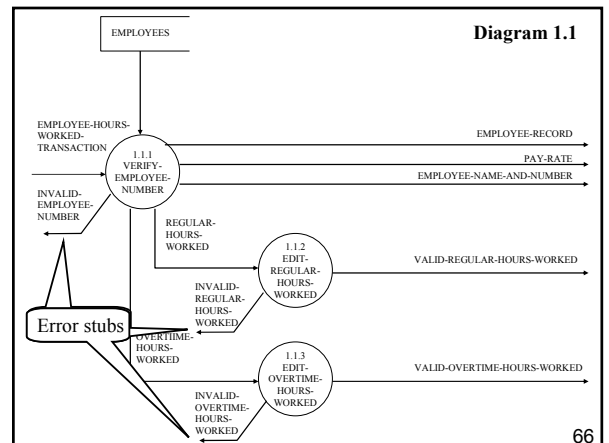 EMPLOYEES
Diagram 1.1
EMPLOYEE-HOURS-
WORKED-
TRANSACTION
1.1.1
VERIFY-
EMPLOYEE-
NUMBER
EMPLOYEE-RECORD
PAY-RATE
EMPLOYEE-NAME-AND-NUMBER
INVALID-
EMPLOYEE-
NUMBER
REGULAR-
HOURS-
WORKED
1.1.2
EDIT-
REGULAR-
HOURS-
WORKED
VALID-REGULAR-HOURS-WORKED
INVALID-
REGULAR-
HOURS-
WORKED
Error stubs
OVERTIIME-
HOURS-
WORKED
1.1.3
EDIT-
OVERTIME-
HOURS-
WORKED
VALID-OVERTIME-HOURS-WORKED
INVALID-
OVERTIME-
HOURS-
WORKED
66